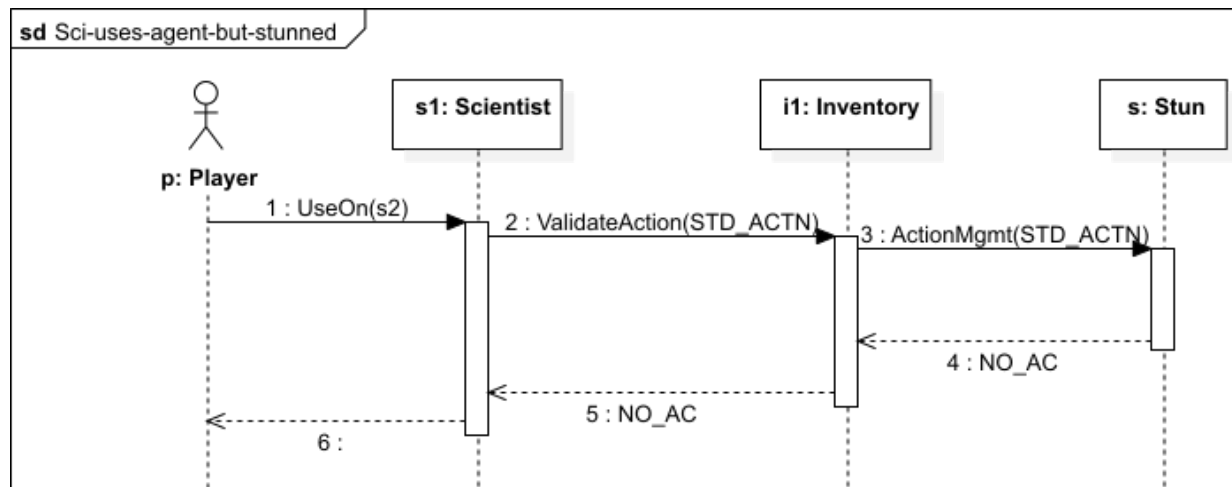 sd Sci-uses-agent-but-stunned
s1: Scientist
i1: Inventory
s: Stun
p: Player
1 : UseOn(s2)
2 : ValidateAction(STD_ACTN)
3 : ActionMgmt(STD_ACTN)
4 : NO_AC
5 : NO_AC
6 :